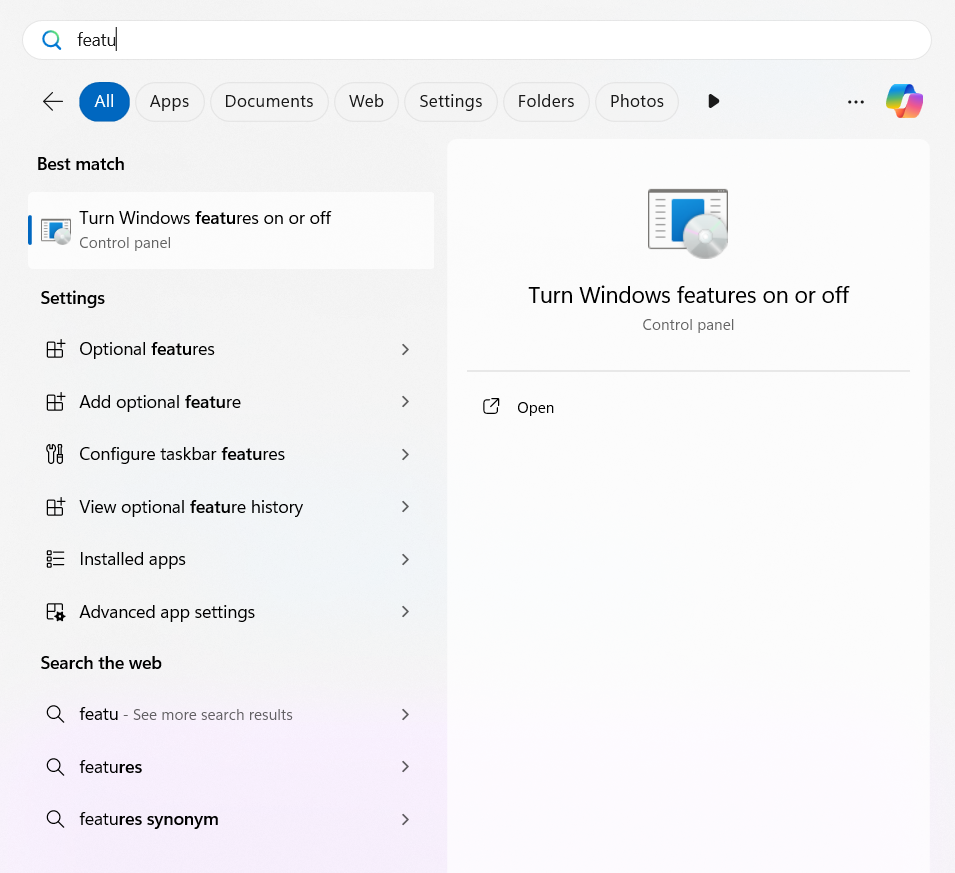 featu
All
Apps
Documents
Web
Settings
Folders
Photos
Best match
Turn Windows features on or off
Control panel
Settings
Optional features
Add optional feature
Configure taskbar features
View optional feature history
Installed apps
Advanced app settings
Search the web
featu - See more search results
features
features synonym
Turn Windows features on or off
Control panel
Open